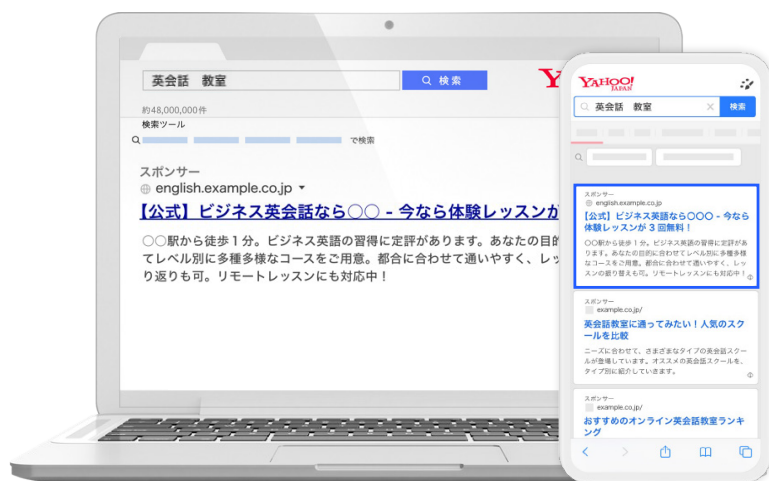 英会話　教室
検索
Y
約48,000,000件
検索ツール
で検索
スポンサー
english.example.co.jp
【公式】ビジネス英会話なら〇〇 - 今なら体験レッスンが
〇〇駅から徒歩1分。ビジネス英語の習得に定評があります。あなたの目的
てレベル別に多種多様なコースをご用意。都合に合わせて通いやすく、レッ
り返りも可。リモートレッスンにも対応中！
YAHOO!
JAPAN
英会話　教室
検索
スポンサー
english.example.co.jp
【公式】ビジネス英語なら〇〇〇 - 今なら
体験レッスンが 3 回無料！
〇〇駅から徒歩 1 分。ビジネス英語の習得に定評があ
ります。あなたの目的に合わせてレベル別に多種多様
なコースをご用意。都合に合わせて通いやすく、レッ
スンの振り替えも可。リモートレッスンにも対応中！
スポンサー
example.co.jp/
英会話教室に通ってみたい！人気のスク
ールを比較
ニーズに合わせて、さまざまなタイプの英会話スクー
ルが登場しています。オススメの英会話スクールを、
タイプ別に紹介していきます。
スポンサー
example.co.jp/
おすすめのオンライン英会話教室ランキ
ング